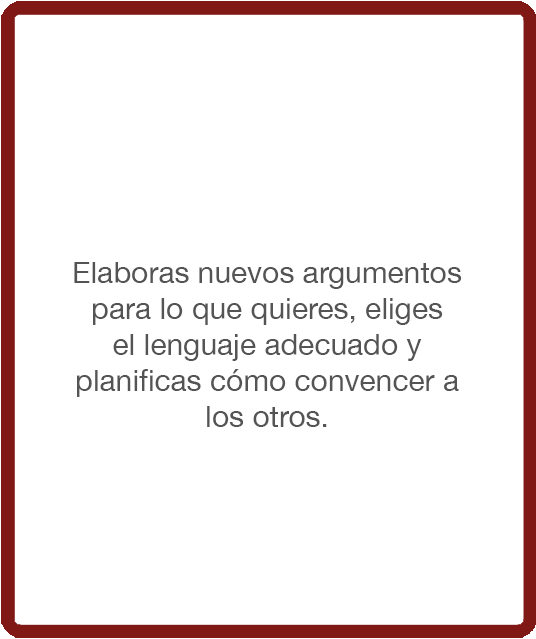 Elaboras nuevos argumentos
para lo que quieres, eliges
el lenguaje adecuado y
planificas cómo convencer a
los otros.